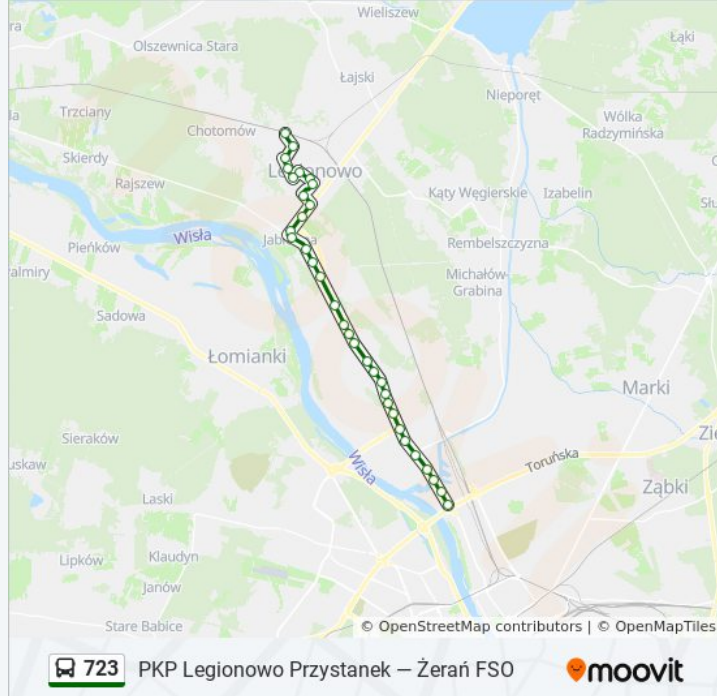 Wieliszew
Olszewnica Stara
Łąki
Łajski
Nieporęt
Trzciany
Chotomów
Wólka
Radzymińska
Skierdy
Legionowo
Rajszew
Kąty Węgierskie
Izabelin
Wisła
Pieńków
Rembelszczyzna
Michałów-
Grabina
Sadowa
Łomianki
Marki
Sieraków
Wisła
Toruńska
Ząbki
Laski
Lipków
Klaudyn
Janów
Stare Babice
© OpenStreetMap contributors | © OpenMapTiles
723 PKP Legionowo Przystanek — Żerań FSO
moovit